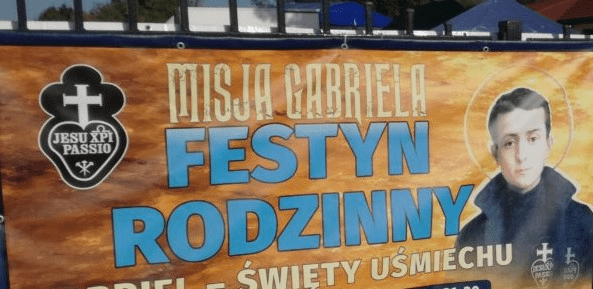 MISJA GABRIELA
FESTYN
RODZINNY
ŚWIĘTY UŚMIECHU
JESU XPI
PASSIO